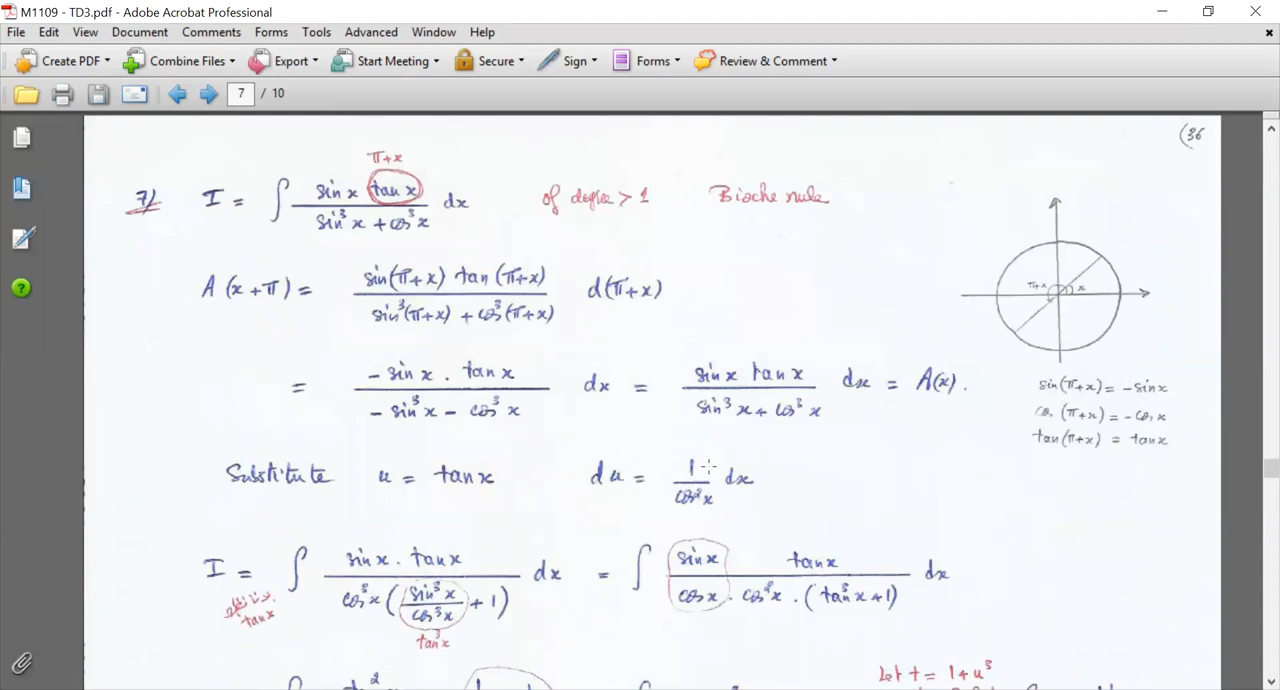 M1109 - TD3.pdf - Adobe Acrobat Professional
File Edit View Document Comments Forms Tools Advanced Window Help
Create PDF Combine Files Export Start Meeting Secure Sign Forms Review & Comment
7 / 10
(36
π+x
7/ I = ∫ (sin x tan x)/(sin³x + cos³x) dx of degree > 1 Bioche rule
A(x+π) = (sin(π+x) tan(π+x))/(sin³(π+x) + cos³(π+x)) d(π+x)
π+x x
= (- sin x . tan x)/(- sin³x - cos³x) dx = (sin x tan x)/(sin³x + cos³x) dx = A(x).
sin(π+x) = - sin x
cos(π+x) = - cos x
tan(π+x) = tan x
Substitute u = tan x du = 1/cos²x dx
I = ∫ (sin x . tan x)/(cos³x (sin³x/cos³x + 1)) dx = ∫ (sin x tan x)/(cos x . cos²x . (tan³x + 1)) dx
tan x
tan³x
Let t = 1+u³